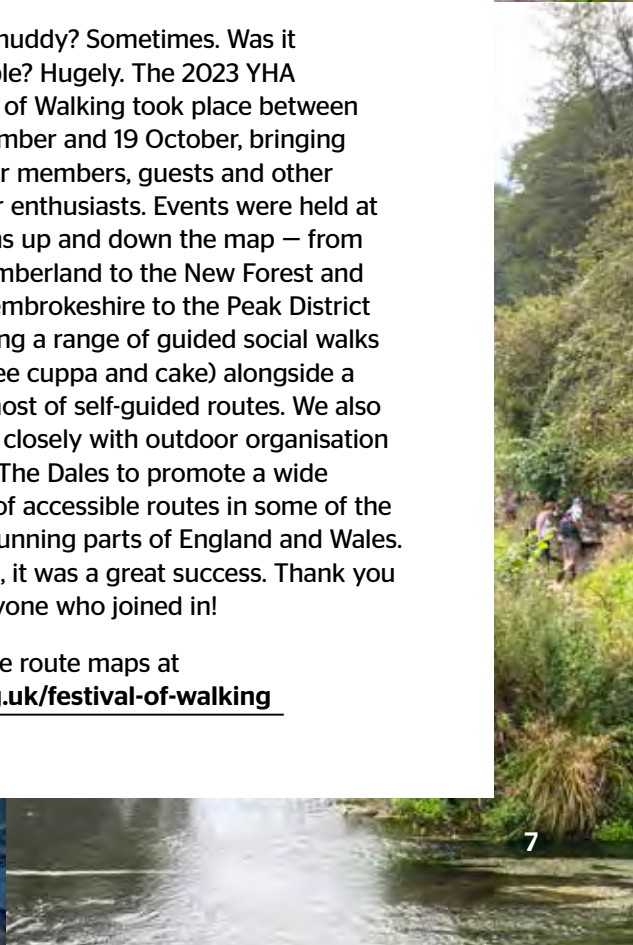 muddy? Sometimes. Was it
ble? Hugely. The 2023 YHA
of Walking took place between
mber and 19 October, bringing
r members, guests and other
r enthusiasts. Events were held at
ns up and down the map – from
mberland to the New Forest and
embrokeshire to the Peak District
ng a range of guided social walks
ee cuppa and cake) alongside a
host of self-guided routes. We also
closely with outdoor organisation
The Dales to promote a wide
of accessible routes in some of the
unning parts of England and Wales.
, it was a great success. Thank you
yone who joined in!
e route maps at
g.uk/festival-of-walking
7